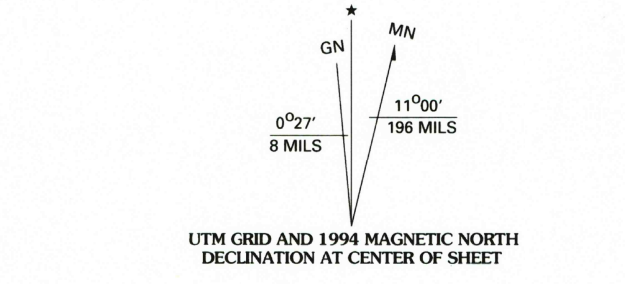 ★
GN
MN
0°27′
8 MILS
11°00′
196 MILS
UTM GRID AND 1994 MAGNETIC NORTH
DECLINATION AT CENTER OF SHEET